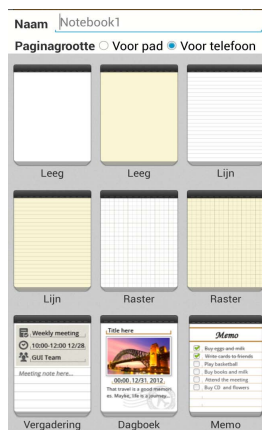 Naam Notebook1
Paginagrootte Voor pad Voor telefoon
Leeg Leeg Lijn
Lijn Raster Raster
Weekly meeting
10:00-12:00 12/28
GUI Team
Meeting note here...
Title here
00:00, 12/31, 2012
That travel is a good memori
es. Maybe, life is a journey...
Memo
Buy eggs and milk
Write cards to friends
Play basketball
Buy books and milk
Attend the meeting
Buy CD and flowers
Vergadering Dagboek Memo